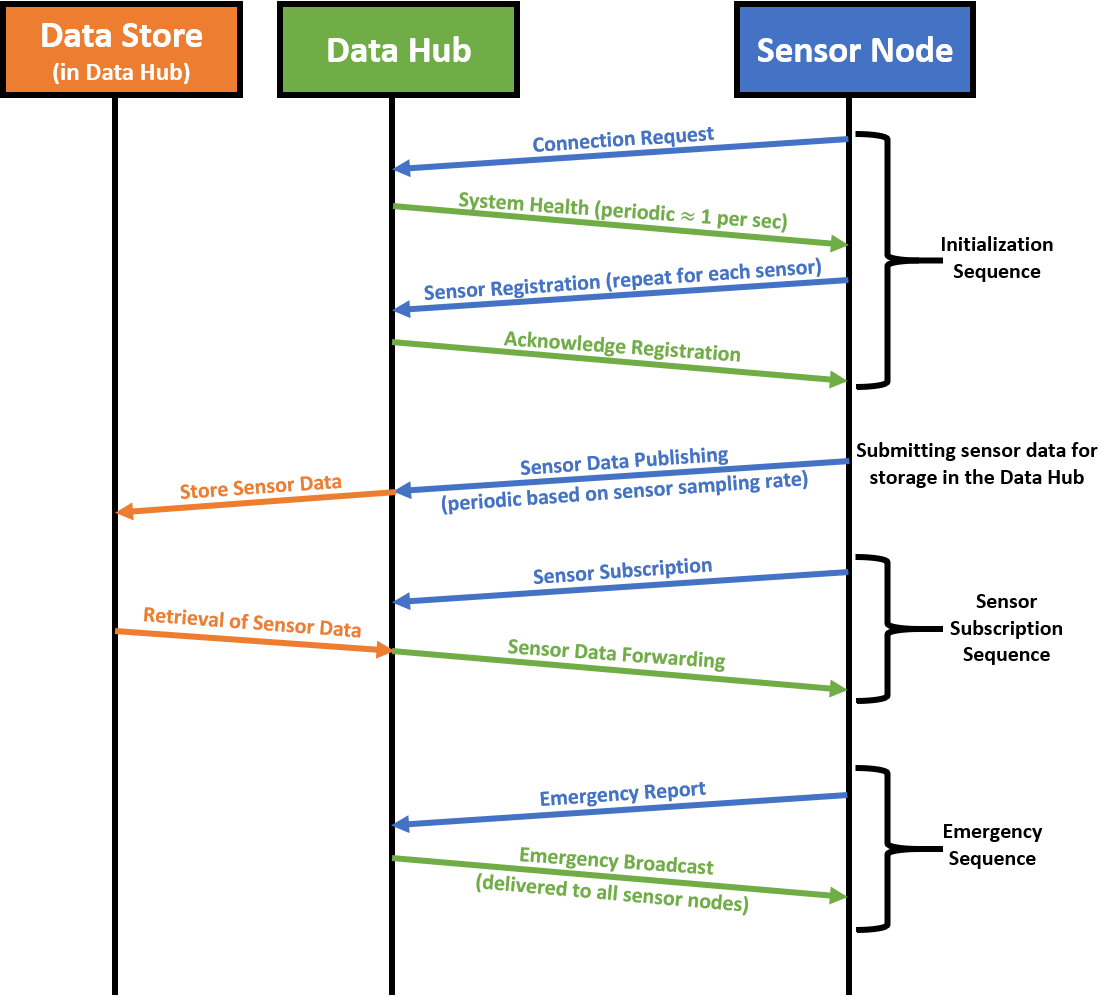 Data Store
(in Data Hub)
Data Hub
Sensor Node
Connection Request
System Health (periodic ≈ 1 per sec)
Sensor Registration (repeat for each sensor)
Acknowledge Registration
Initialization
Sequence
Sensor Data Publishing
(periodic based on sensor sampling rate)
Store Sensor Data
Submitting sensor data for
storage in the Data Hub
Sensor Subscription
Retrieval of Sensor Data
Sensor Data Forwarding
Sensor
Subscription
Sequence
Emergency Report
Emergency Broadcast
(delivered to all sensor nodes)
Emergency
Sequence